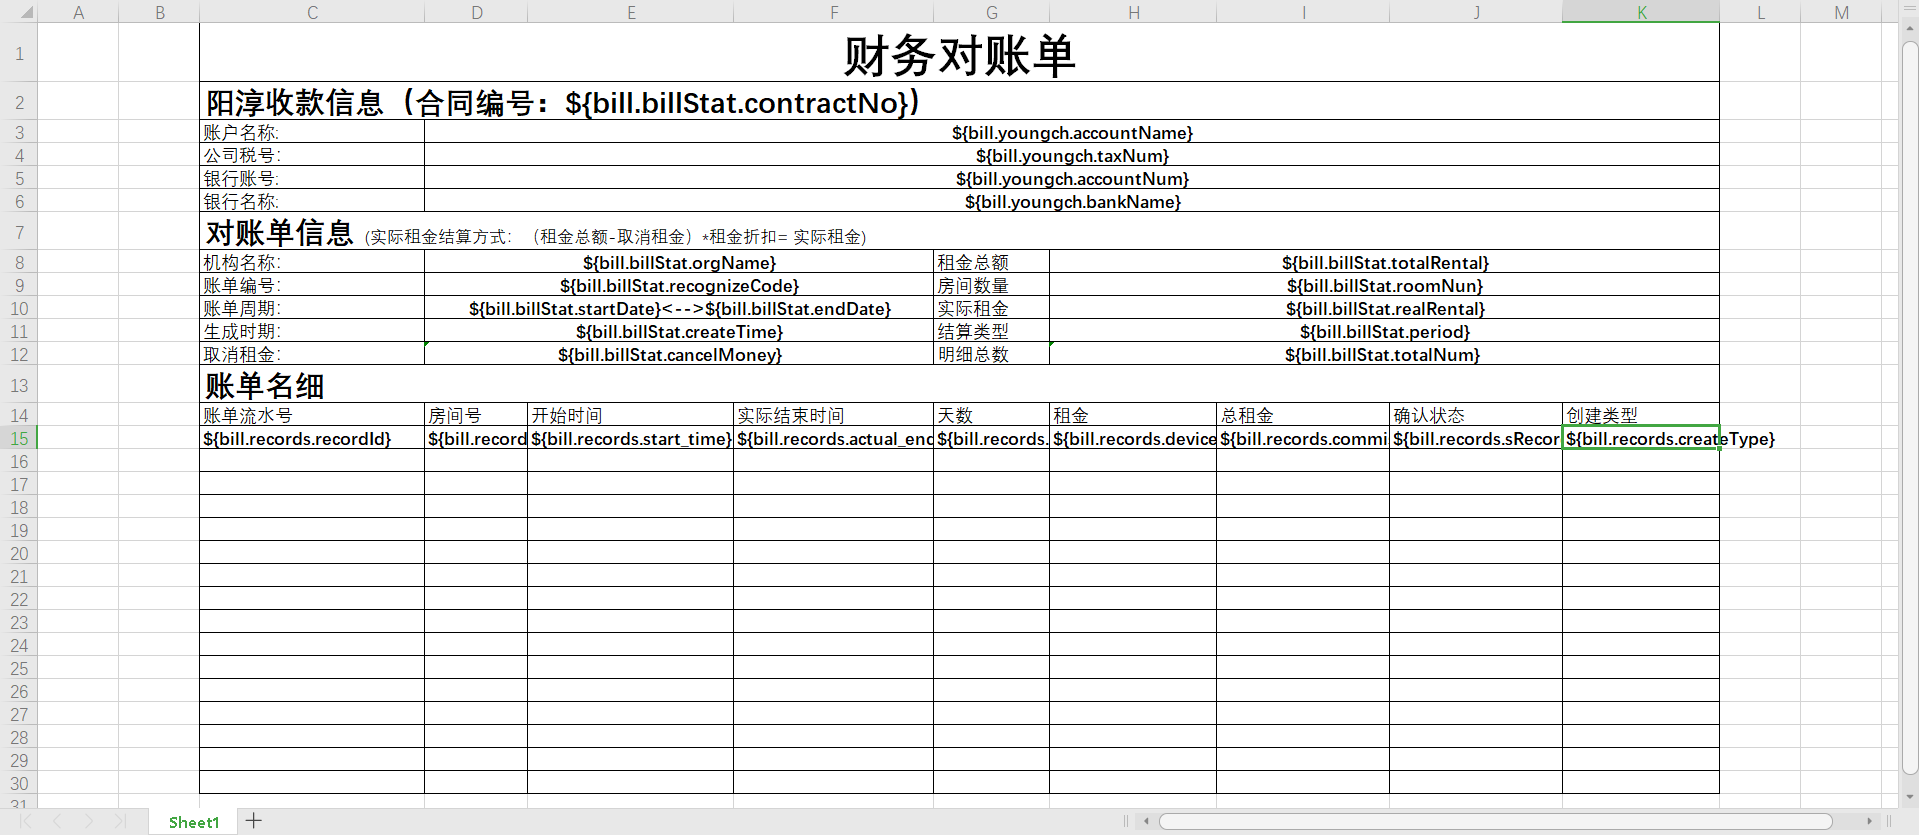 A B C D E F G H I J K L M
1 财务对账单
2 阳淳收款信息（合同编号：${bill.billStat.contractNo}）
3 账户名称: ${bill.youngch.accountName}
4 公司税号: ${bill.youngch.taxNum}
5 银行账号: ${bill.youngch.accountNum}
6 银行名称: ${bill.youngch.bankName}
7 对账单信息 (实际租金结算方式：（租金总额-取消租金）*租金折扣= 实际租金)
8 机构名称: ${bill.billStat.orgName} 租金总额 ${bill.billStat.totalRental}
9 账单编号: ${bill.billStat.recognizeCode} 房间数量 ${bill.billStat.roomNun}
10 账单周期: ${bill.billStat.startDate}<-->${bill.billStat.endDate} 实际租金 ${bill.billStat.realRental}
11 生成时期: ${bill.billStat.createTime} 结算类型 ${bill.billStat.period}
12 取消租金: ${bill.billStat.cancelMoney} 明细总数 ${bill.billStat.totalNum}
13 账单名细
14 账单流水号 房间号 开始时间 实际结束时间 天数 租金 总租金 确认状态 创建类型
15 ${bill.records.recordId} ${bill.record ${bill.records.start_time} ${bill.records.actual_enc ${bill.records. ${bill.records.device ${bill.records.commi ${bill.records.sRecor ${bill.records.createType}
16
17
18
19
20
21
22
23
24
25
26
27
28
29
30
31
Sheet1